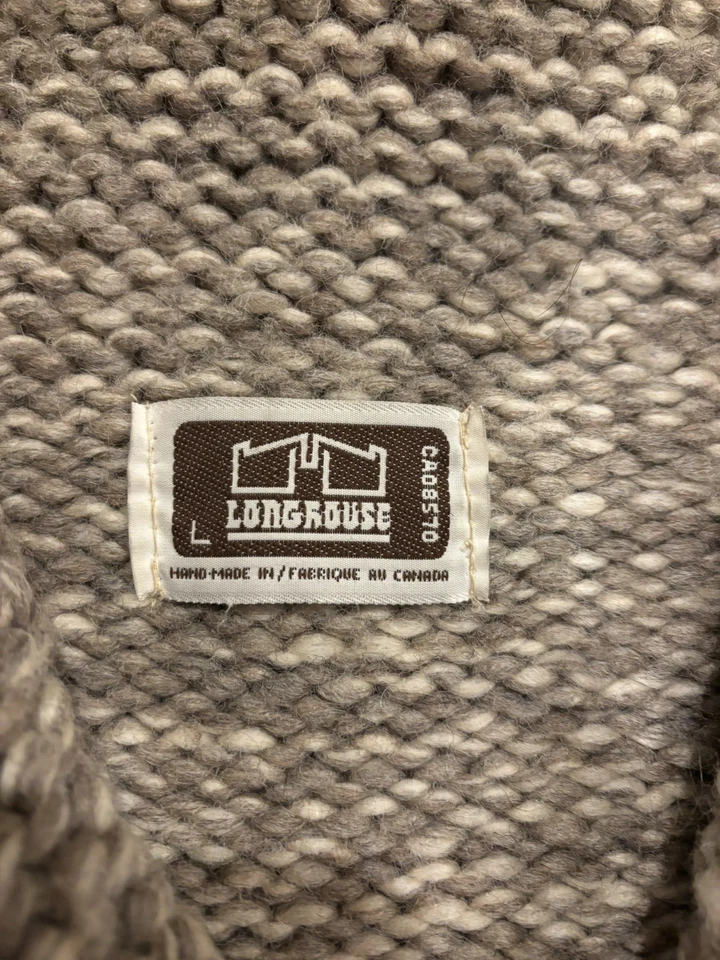 LONGHOUSE
L
CA08570
HAND-MADE IN/FABRIQUE AU CANADA